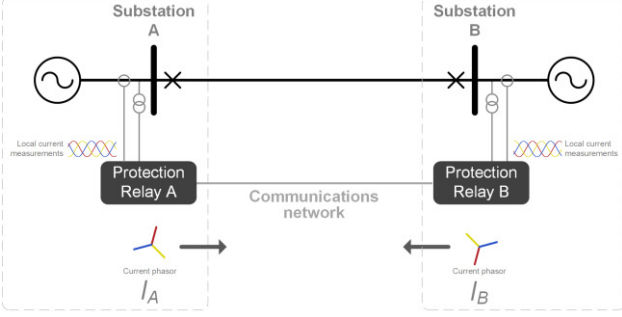 Substation
A
Substation
B
Local current
measurements
Local current
measurements
Protection
Relay A
Protection
Relay B
Communications
network
Current phasor
I_A
Current phasor
I_B